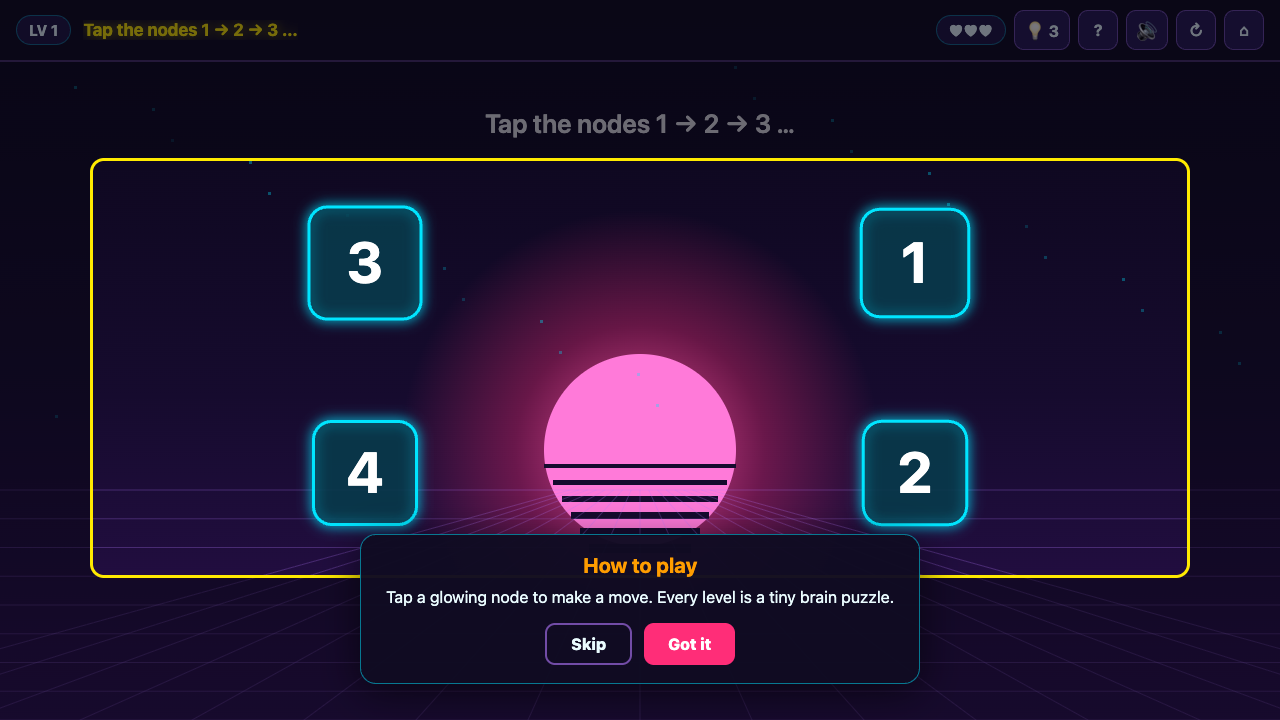 LV 1 Tap the nodes 1 → 2 → 3 ... 3 ?
Tap the nodes 1 → 2 → 3 ...
3 1
4 2
How to play
Tap a glowing node to make a move. Every level is a tiny brain puzzle.
Skip Got it